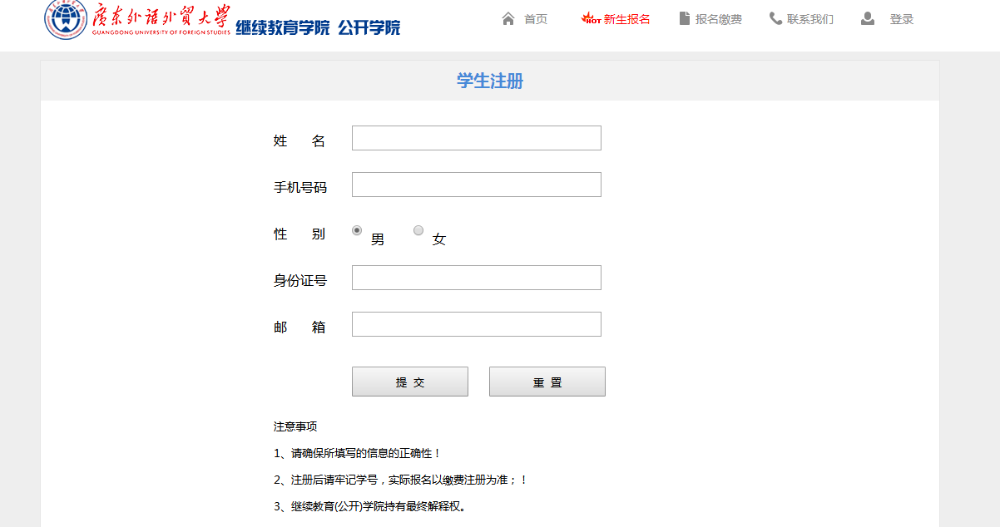 廣东外语外贸大学 继续教育学院 公开学院
GUANGDONG UNIVERSITY OF FOREIGN STUDIES
首页 HOT 新生报名 报名缴费 联系我们 登录
学生注册
姓 名
手机号码
性 别 男 女
身份证号
邮 箱
提 交 重 置
注意事项
1、请确保所填写的信息的正确性！
2、注册后请牢记学号，实际报名以缴费注册为准；！
3、继续教育(公开)学院持有最终解释权。